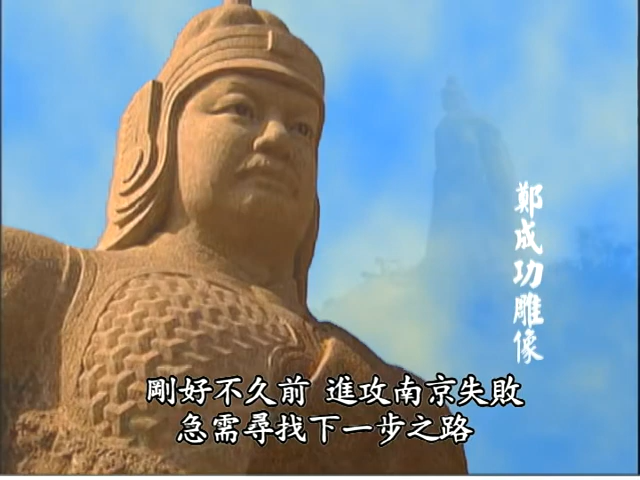 鄭成功雕像
剛好不久前 進攻南京失敗
急需尋找下一步之路